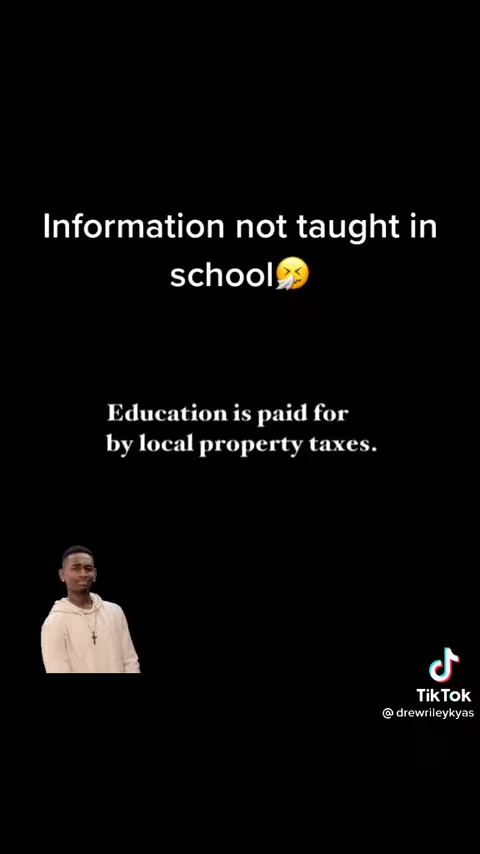 Information not taught in
school🤧
Education is paid for
by local property taxes.
TikTok
@ drewrileykyas